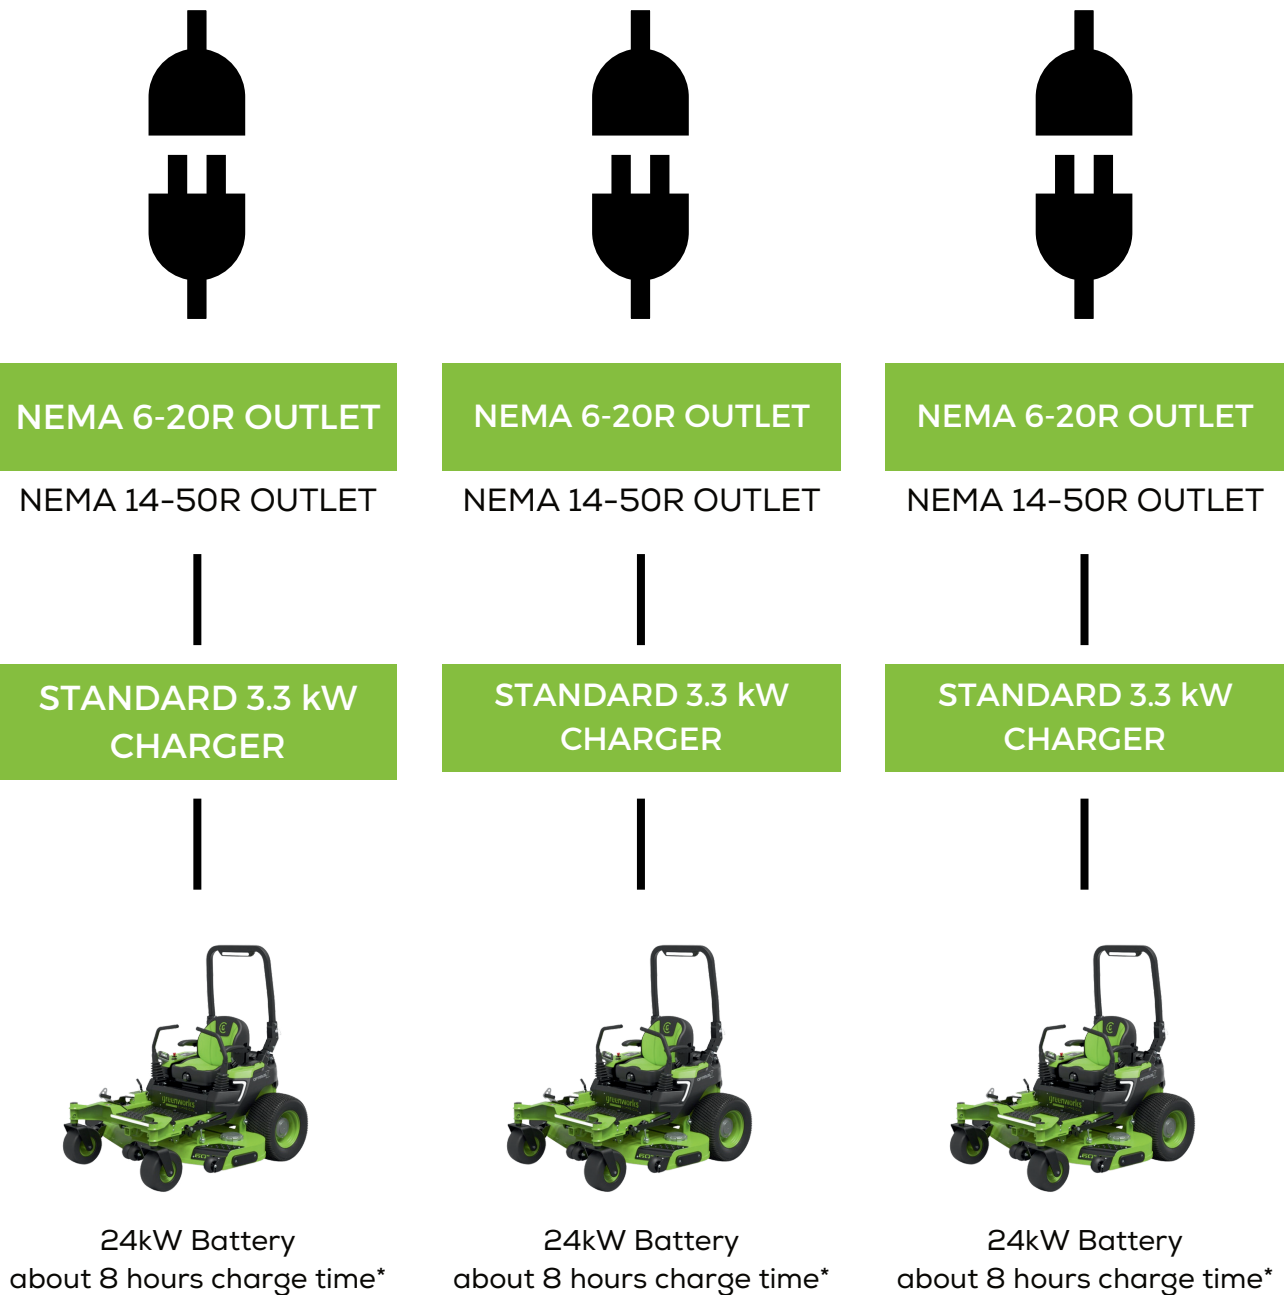 NEMA 6-20R OUTLET
NEMA 14-50R OUTLET
STANDARD 3.3 kW
CHARGER
greenworks
24kW Battery
about 8 hours charge time*
NEMA 6-20R OUTLET
NEMA 14-50R OUTLET
STANDARD 3.3 kW
CHARGER
greenworks
24kW Battery
about 8 hours charge time*
NEMA 6-20R OUTLET
NEMA 14-50R OUTLET
STANDARD 3.3 kW
CHARGER
greenworks
24kW Battery
about 8 hours charge time*